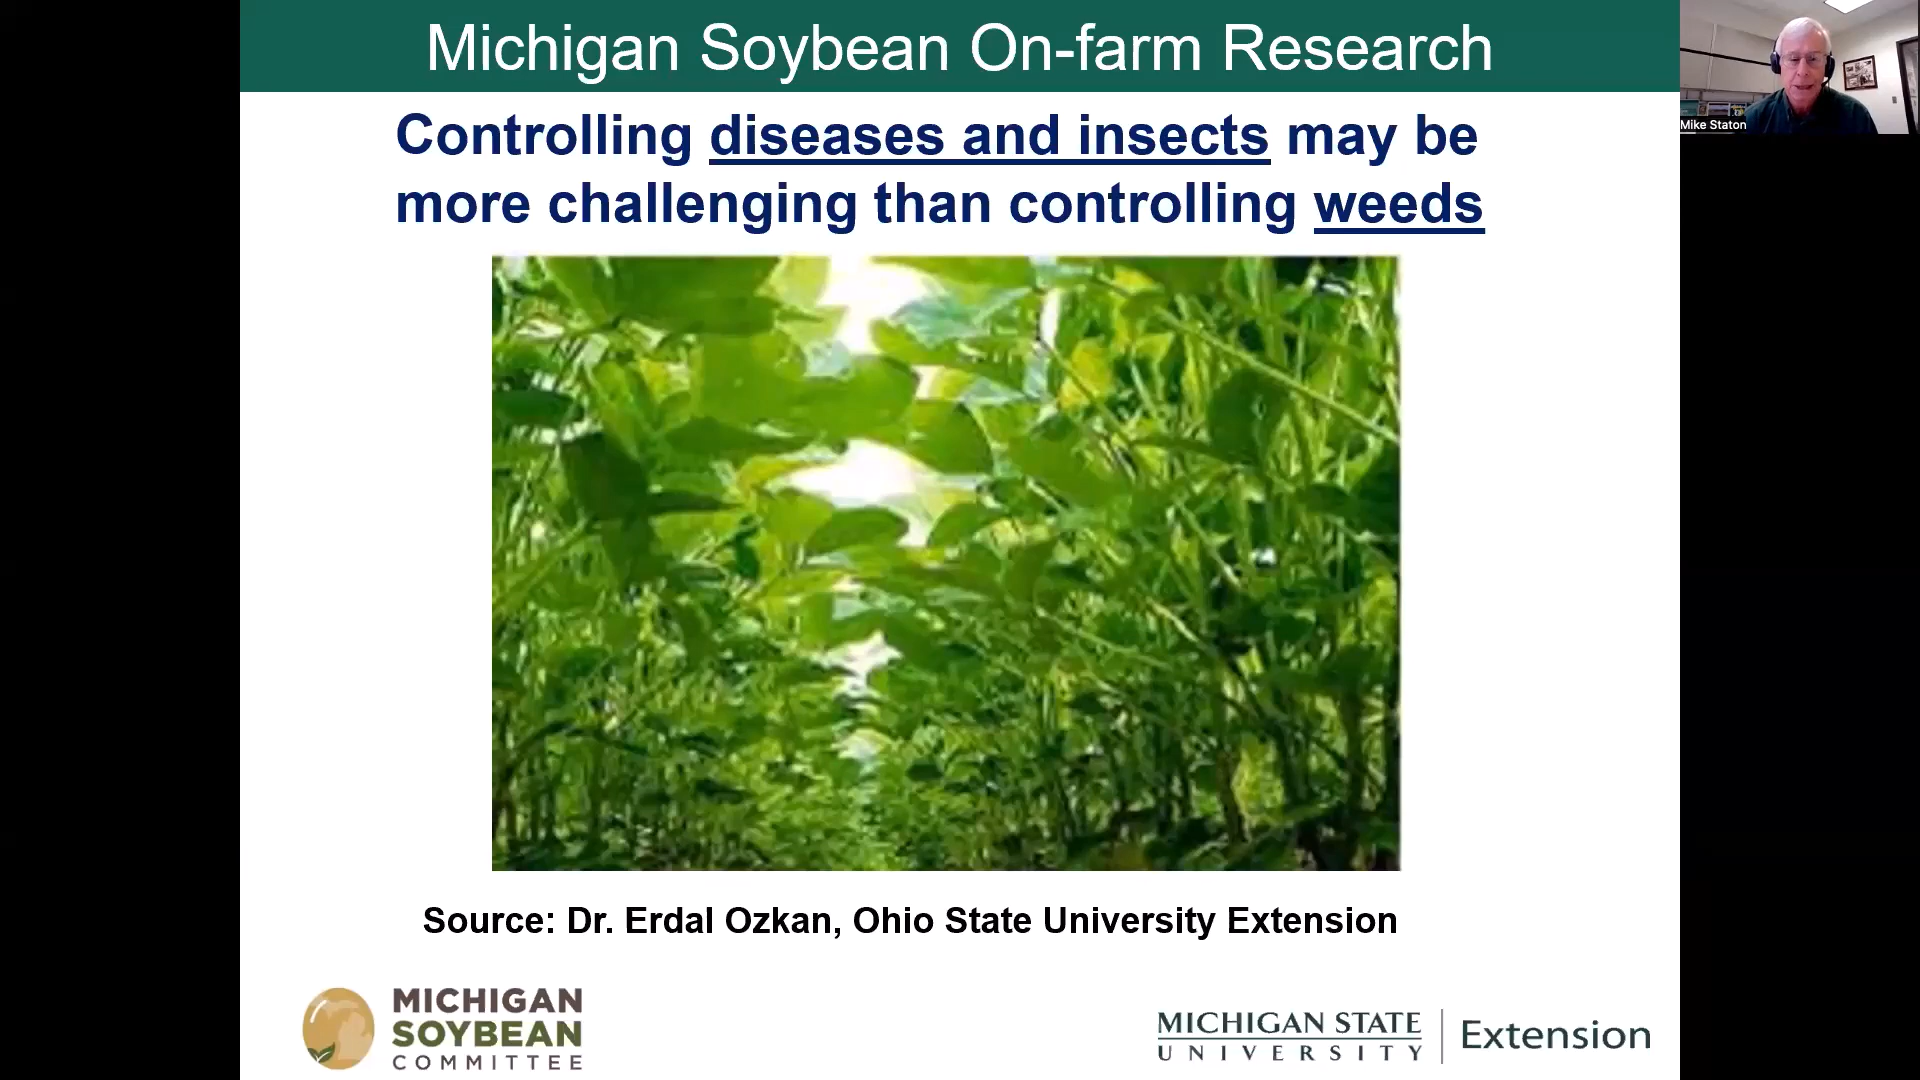 Michigan Soybean On-farm Research
Mike Staton
Controlling diseases and insects may be
more challenging than controlling weeds
Source: Dr. Erdal Ozkan, Ohio State University Extension
MICHIGAN
SOYBEAN
COMMITTEE
MICHIGAN STATE
UNIVERSITY
Extension